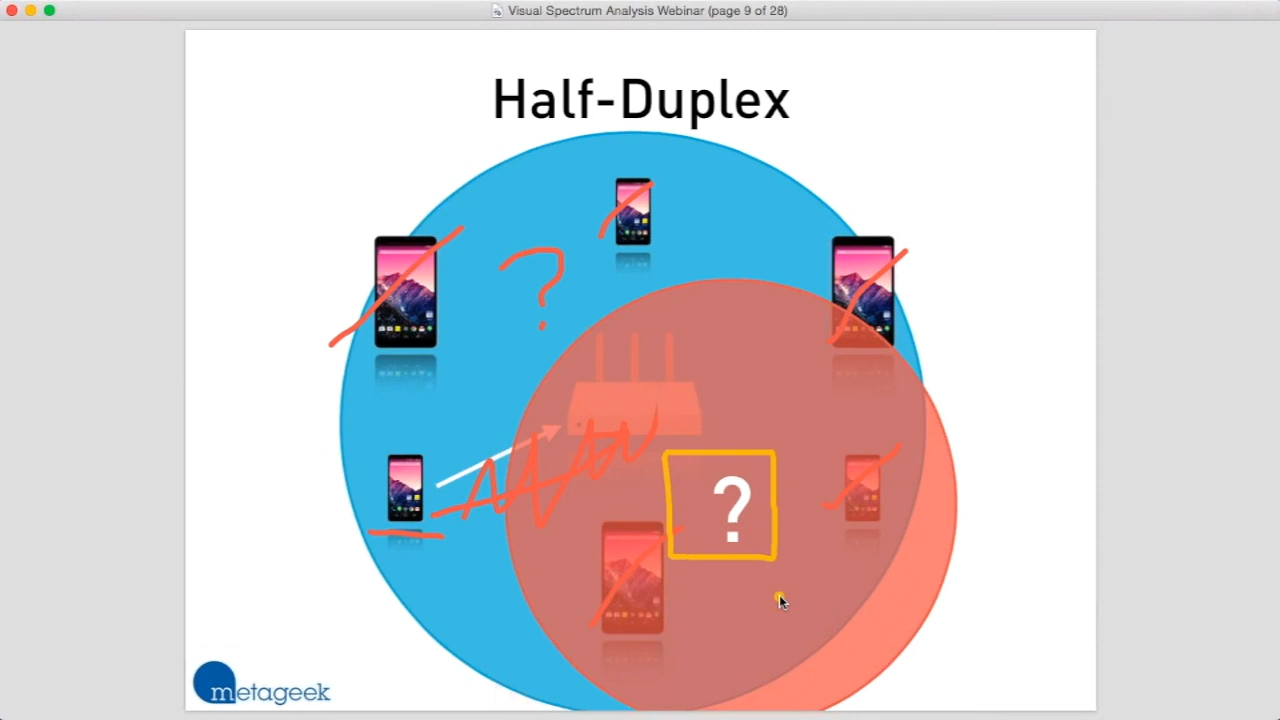 Visual Spectrum Analysis Webinar (page 9 of 28)
Half-Duplex
?
?
metageek